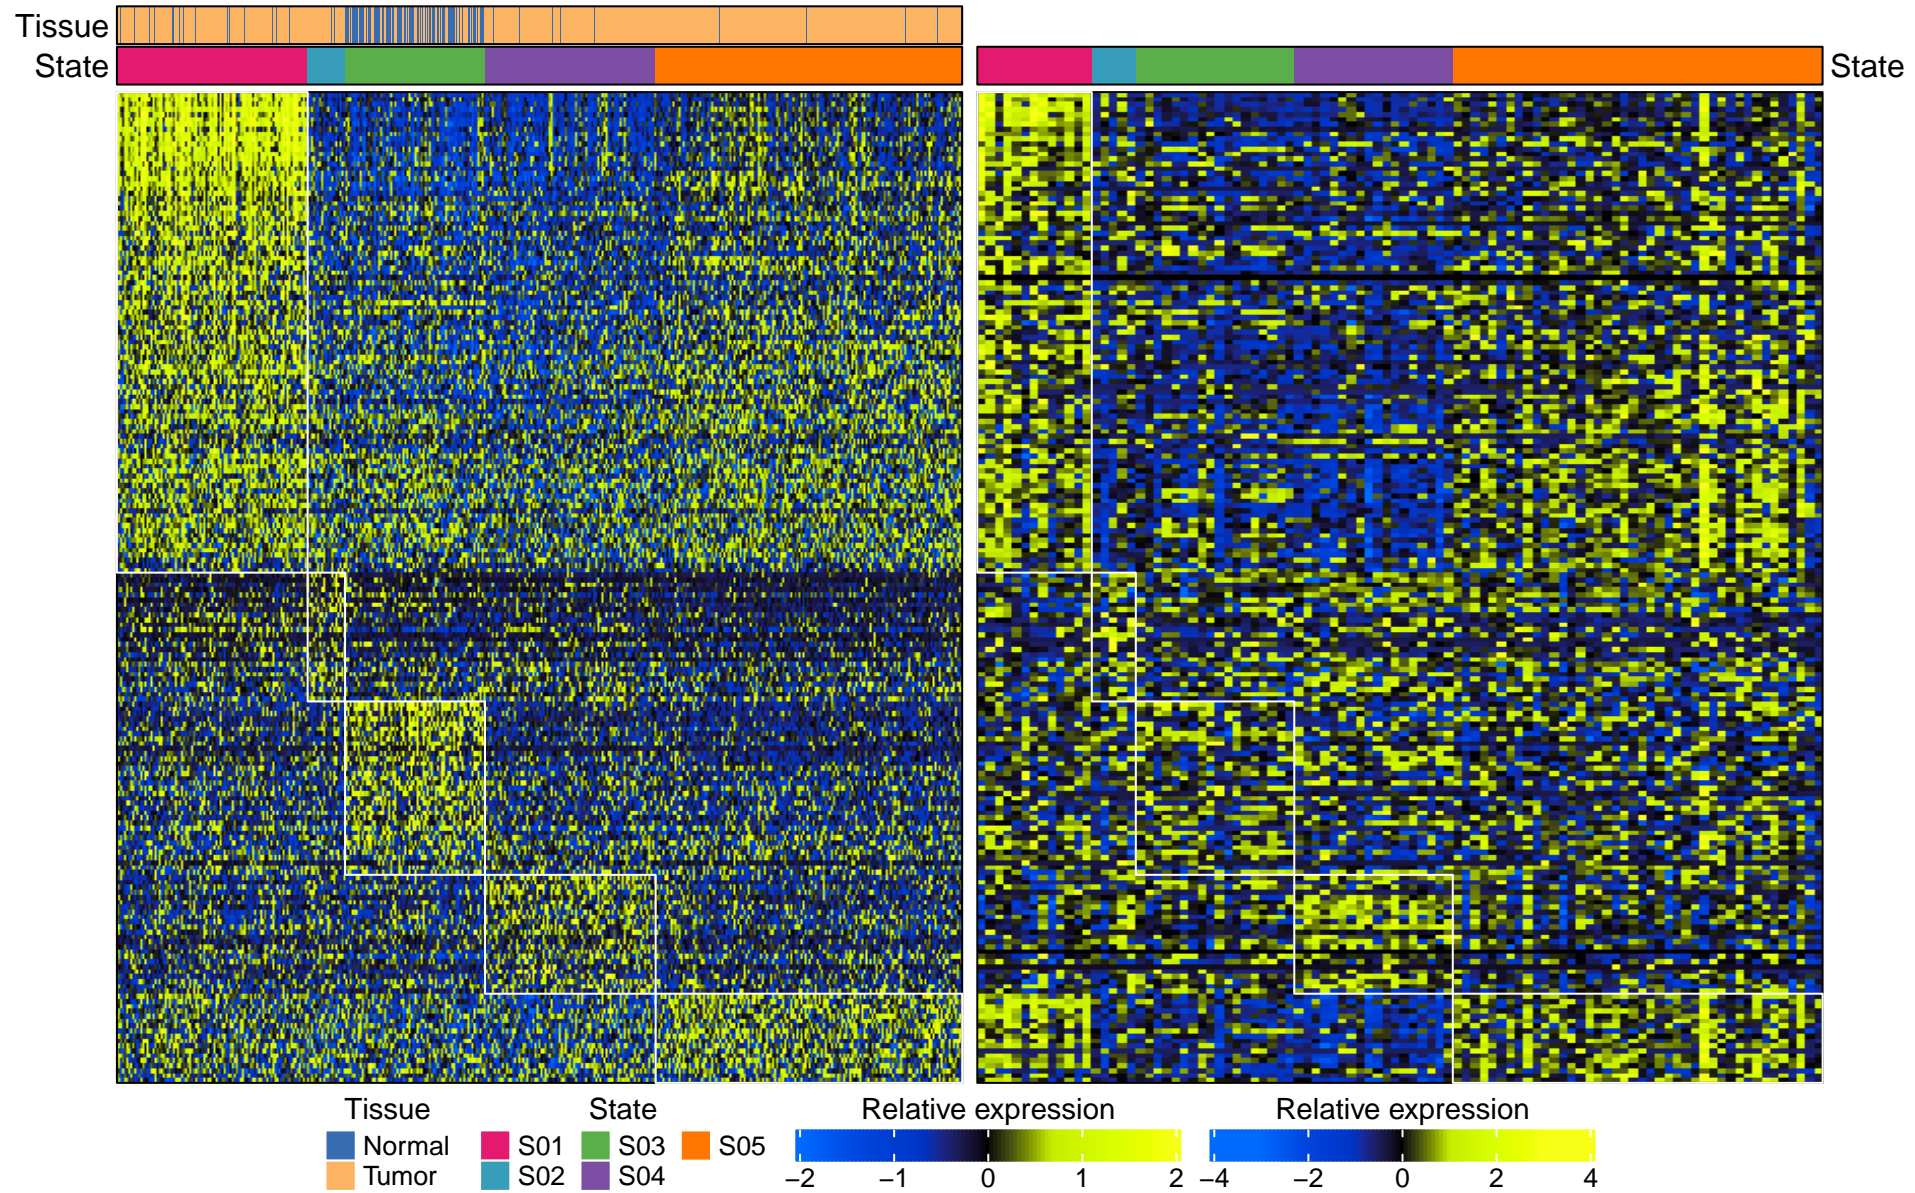 Tissue
State
State
Tissue State Relative expression Relative expression
Normal S01 S03 S05
Tumor S02 S04
−2 −1 0 1 2 −4 −2 0 2 4